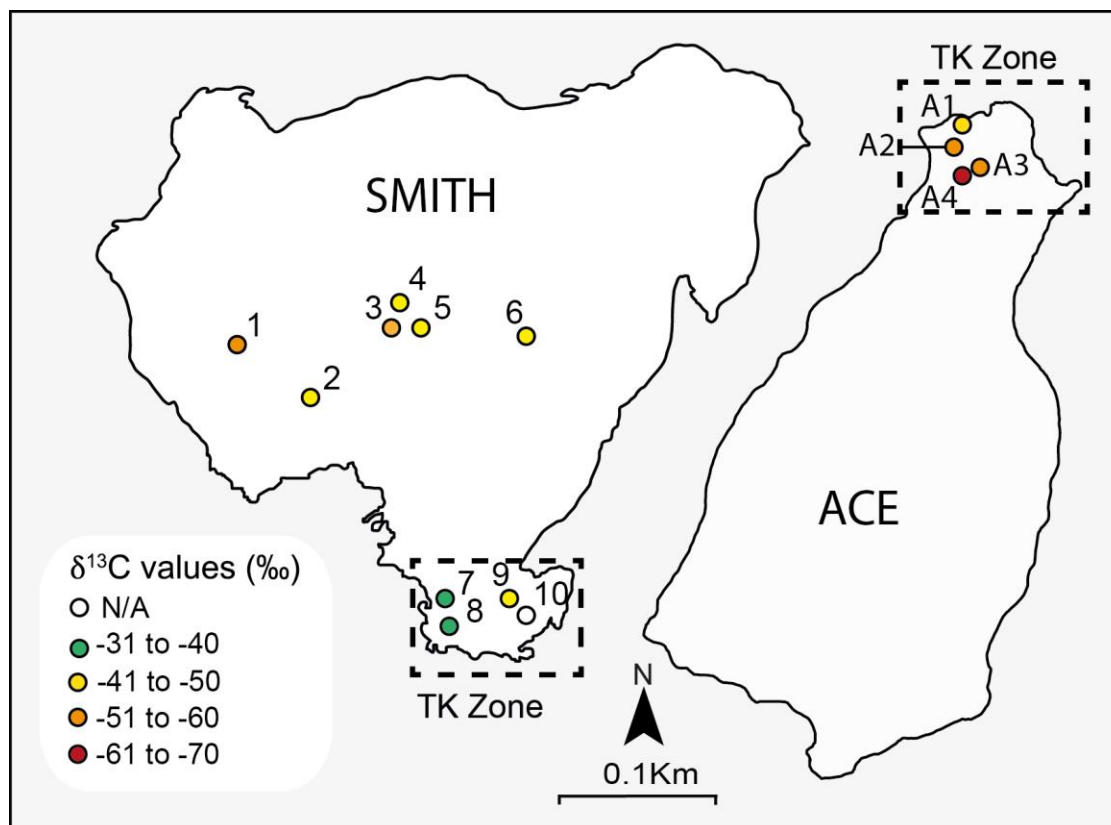 TK Zone
A1
A2
A3
A4
SMITH
1
2
3
4
5
6
ACE
7
8
9
10
TK Zone
δ¹³C values (‰)
N/A
-31 to -40
-41 to -50
-51 to -60
-61 to -70
N
0.1Km